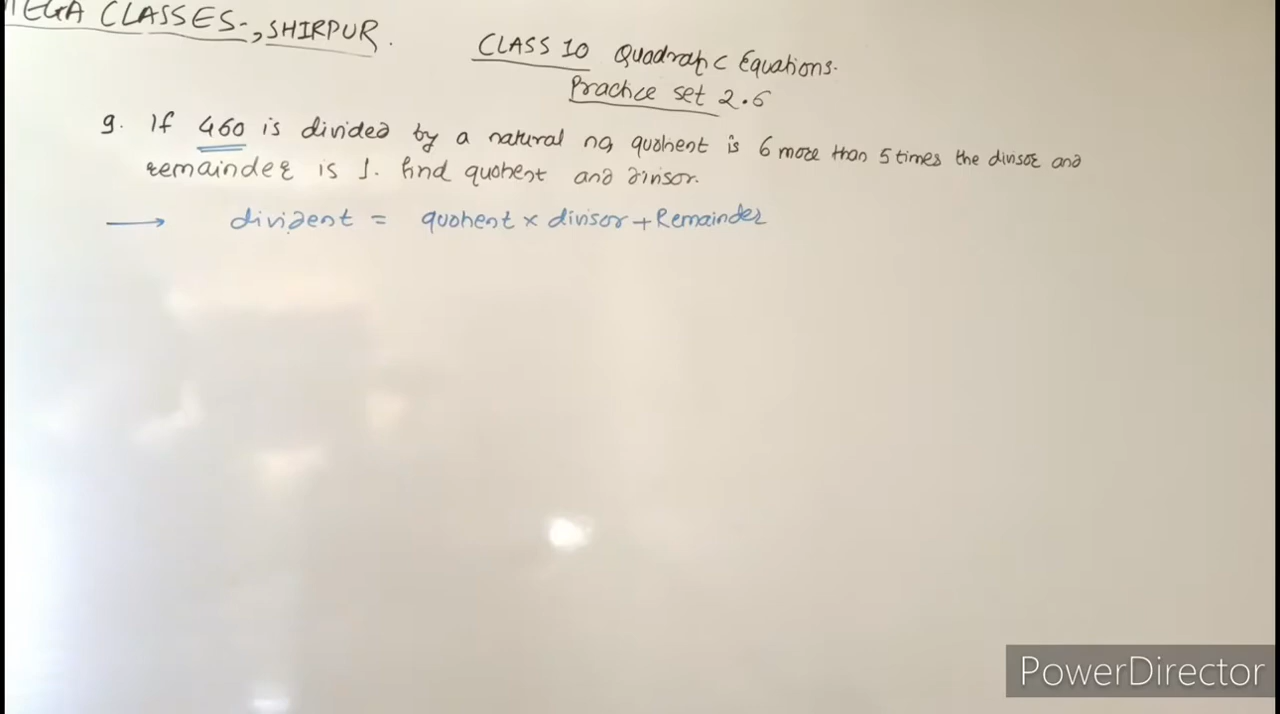 CLASSES-, SHIRPUR.
CLASS 10 Quadratic Equations.
Practice set 2.6
9. If 460 is divided by a natural no, quotient is 6 more than 5 times the divisor and
remainder is 1. find quotient and divisor.
→ divident = quotient × divisor + Remainder
PowerDirector